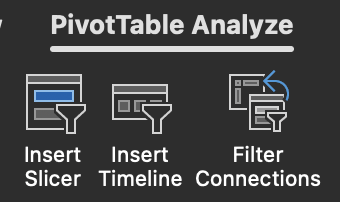 PivotTable Analyze
Insert Slicer
Insert Timeline
Filter Connections